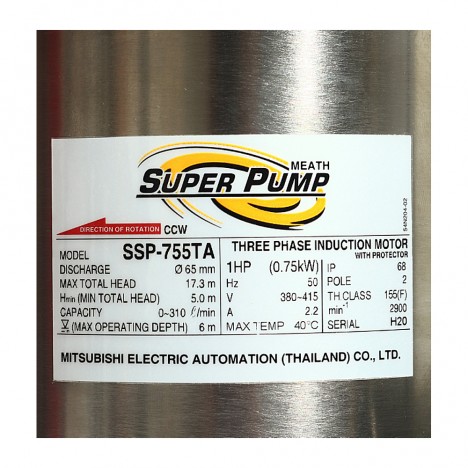 MEATH
SUPER PUMP
DIRECTION OF ROTATION CCW
54N2704-02
MODEL SSP-755TA
DISCHARGE Ø 65 mm
MAX TOTAL HEAD 17.3 m
Hmin (MIN TOTAL HEAD) 5.0 m
CAPACITY 0~310 ℓ/min
(MAX OPERATING DEPTH) 6 m
THREE PHASE INDUCTION MOTOR
WITH PROTECTOR
1HP (0.75kW) IP 68
Hz 50 POLE 2
V 380~415 TH CLASS 155(F)
A 2.2 min⁻¹ 2900
MAX TEMP 40°C SERIAL H20
MITSUBISHI ELECTRIC AUTOMATION (THAILAND) CO., LTD.